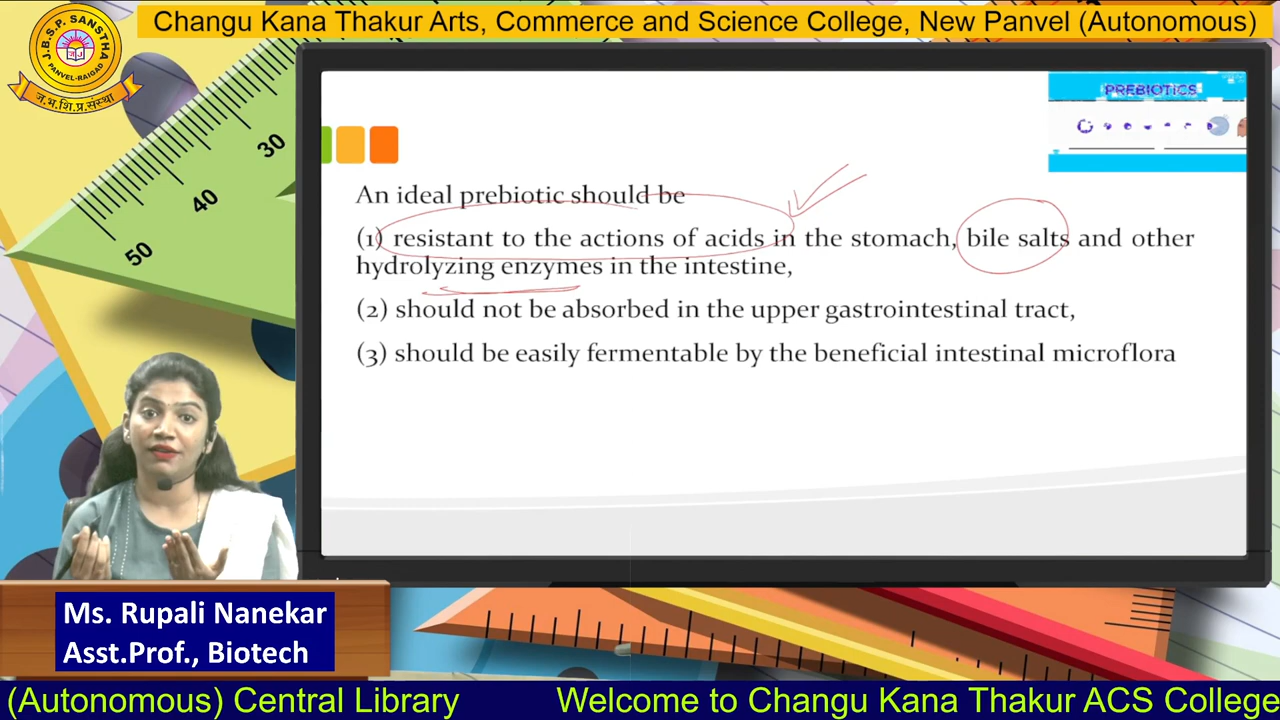 Changu Kana Thakur Arts, Commerce and Science College, New Panvel (Autonomous)
J.B.S.P. SANSTHA
PANVEL-RAIGAD
ज.भ.शि.प्र.संस्था
PREBIOTICS
30
40
50
An ideal prebiotic should be
(1) resistant to the actions of acids in the stomach, bile salts and other
hydrolyzing enzymes in the intestine,
(2) should not be absorbed in the upper gastrointestinal tract,
(3) should be easily fermentable by the beneficial intestinal microflora
Ms. Rupali Nanekar
Asst.Prof., Biotech
(Autonomous) Central Library Welcome to Changu Kana Thakur ACS College